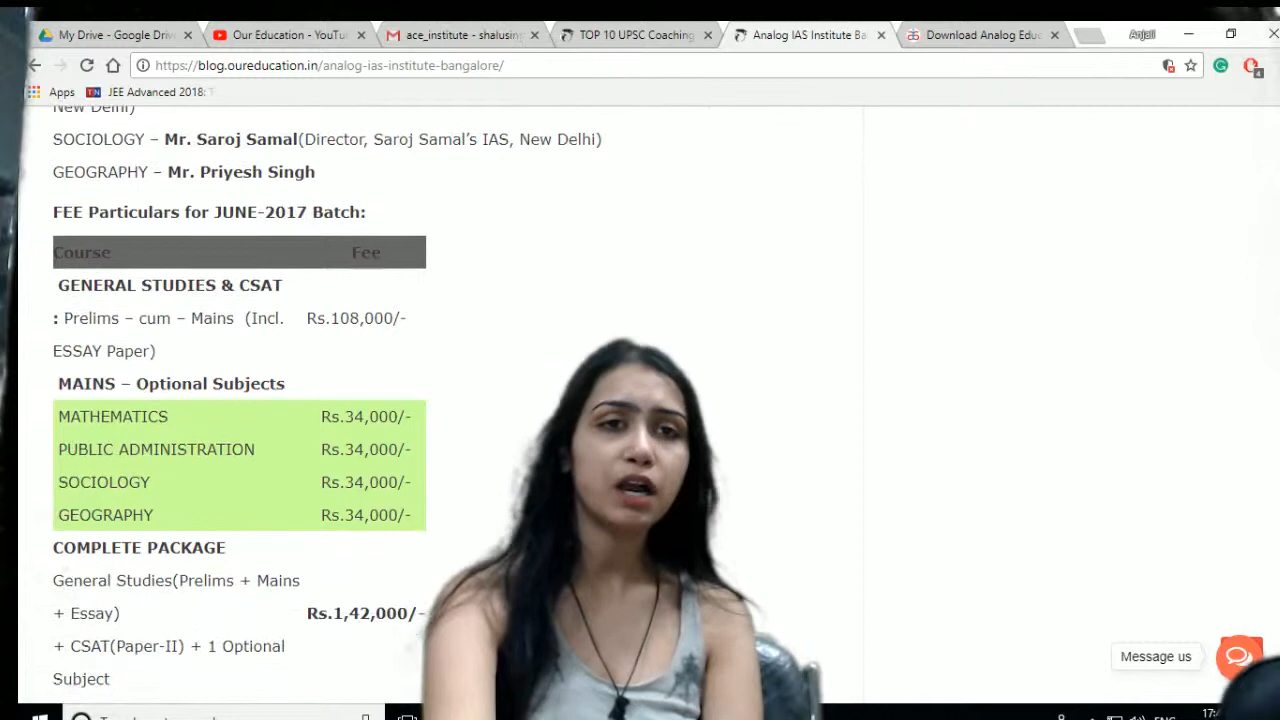 My Drive - Google Driv
Our Education - YouTu
ace_institute - shalusing
TOP 10 UPSC Coaching
Analog IAS Institute Ba
Download Analog Educ
Anjali
https://blog.oureducation.in/analog-ias-institute-bangalore/
4
Apps
JEE Advanced 2018:
New Delhi)
SOCIOLOGY – Mr. Saroj Samal(Director, Saroj Samal's IAS, New Delhi)
GEOGRAPHY – Mr. Priyesh Singh
FEE Particulars for JUNE-2017 Batch:
Course Fee
GENERAL STUDIES & CSAT
: Prelims – cum – Mains (Incl. Rs.108,000/-
ESSAY Paper)
MAINS – Optional Subjects
MATHEMATICS Rs.34,000/-
PUBLIC ADMINISTRATION Rs.34,000/-
SOCIOLOGY Rs.34,000/-
GEOGRAPHY Rs.34,000/-
COMPLETE PACKAGE
General Studies(Prelims + Mains
+ Essay) Rs.1,42,000/-
+ CSAT(Paper-II) + 1 Optional
Subject
Message us